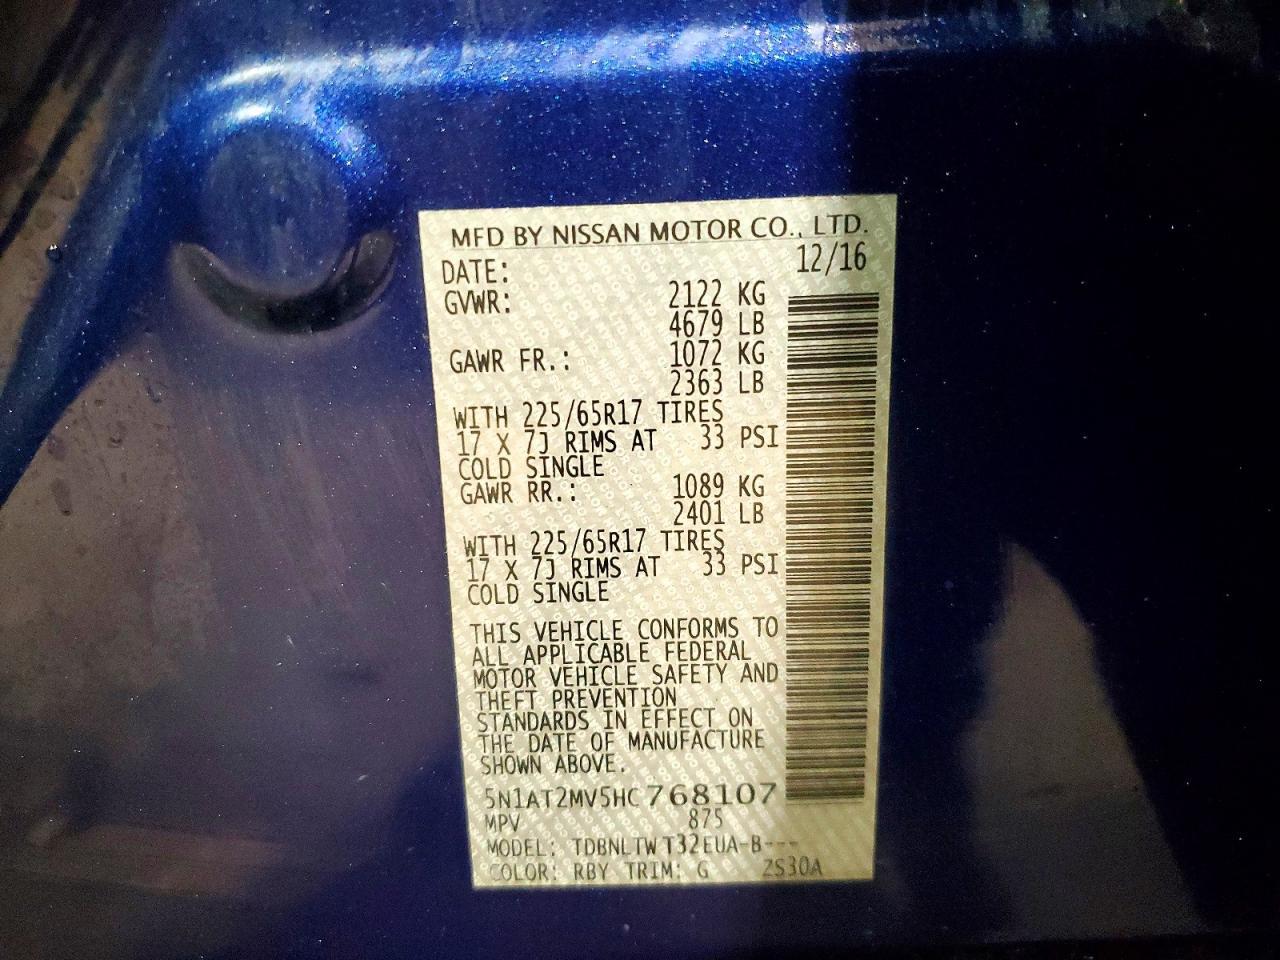 MFD BY NISSAN MOTOR CO., LTD.
DATE: 12/16
GVWR: 2122 KG
4679 LB
GAWR FR.: 1072 KG
2363 LB
WITH 225/65R17 TIRES
17 X 7J RIMS AT 33 PSI
COLD SINGLE
GAWR RR.: 1089 KG
2401 LB
WITH 225/65R17 TIRES
17 X 7J RIMS AT 33 PSI
COLD SINGLE
THIS VEHICLE CONFORMS TO
ALL APPLICABLE FEDERAL
MOTOR VEHICLE SAFETY AND
THEFT PREVENTION
STANDARDS IN EFFECT ON
THE DATE OF MANUFACTURE
SHOWN ABOVE.
5N1AT2MV5HC768107
MPV 875
MODEL: TDBNLTWT32EUA-B---
COLOR: RBY TRIM: G ZS30A